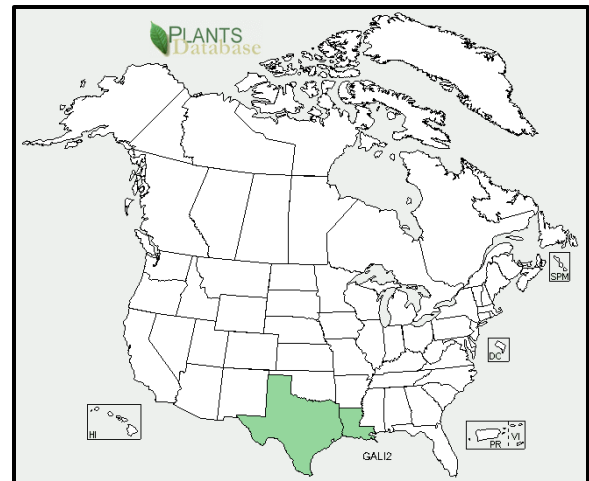 PLANTS
Database
SPM
DC
HI
PR
VI
GALI2